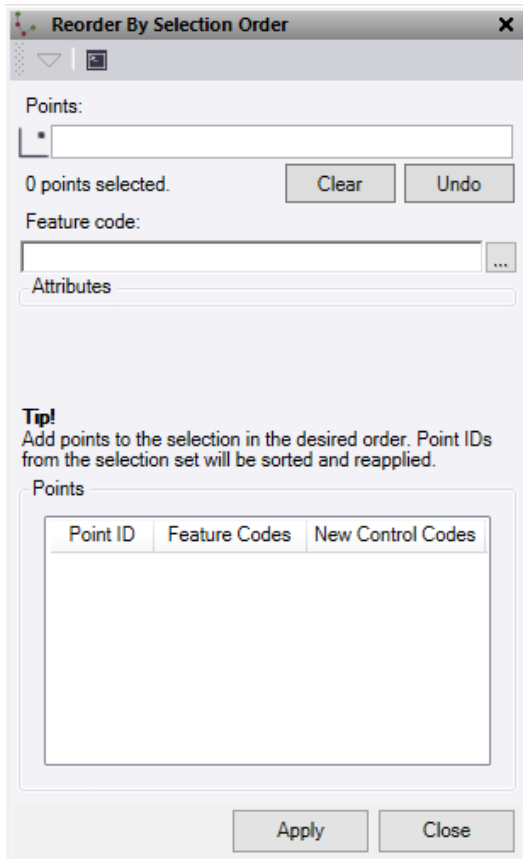 Reorder By Selection Order
Points:
0 points selected.
Clear
Undo
Feature code:
...
Attributes
Tip!
Add points to the selection in the desired order. Point IDs
from the selection set will be sorted and reapplied.
Points
Point ID
Feature Codes
New Control Codes
Apply
Close